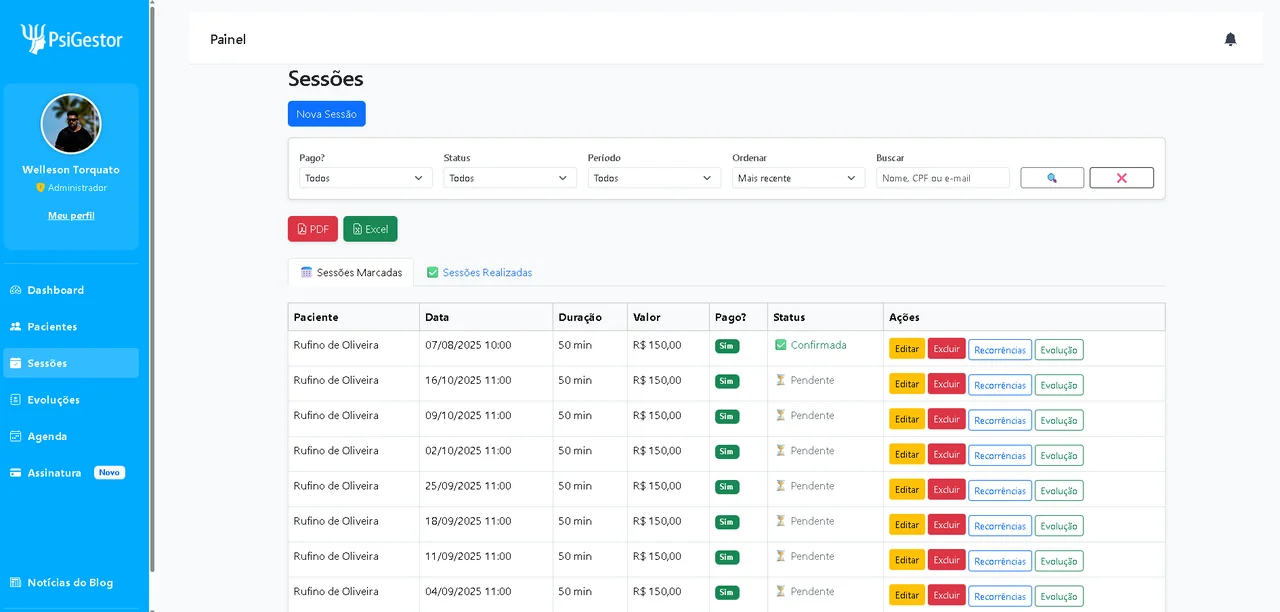 PsiGestor
Welleson Torquato
Administrador
Meu perfil
Dashboard
Pacientes
Sessões
Evoluções
Agenda
Assinatura Novo
Notícias do Blog
Painel
Sessões
Nova Sessão
Pago? Status Período Ordenar Buscar
Todos Todos Todos Mais recente Nome, CPF ou e-mail
PDF Excel
Sessões Marcadas Sessões Realizadas
Paciente Data Duração Valor Pago? Status Ações
Rufino de Oliveira 07/08/2025 10:00 50 min R$ 150,00 Sim Confirmada Editar Excluir Recorrências Evolução
Rufino de Oliveira 16/10/2025 11:00 50 min R$ 150,00 Sim Pendente Editar Excluir Recorrências Evolução
Rufino de Oliveira 09/10/2025 11:00 50 min R$ 150,00 Sim Pendente Editar Excluir Recorrências Evolução
Rufino de Oliveira 02/10/2025 11:00 50 min R$ 150,00 Sim Pendente Editar Excluir Recorrências Evolução
Rufino de Oliveira 25/09/2025 11:00 50 min R$ 150,00 Sim Pendente Editar Excluir Recorrências Evolução
Rufino de Oliveira 18/09/2025 11:00 50 min R$ 150,00 Sim Pendente Editar Excluir Recorrências Evolução
Rufino de Oliveira 11/09/2025 11:00 50 min R$ 150,00 Sim Pendente Editar Excluir Recorrências Evolução
Rufino de Oliveira 04/09/2025 11:00 50 min R$ 150,00 Sim Pendente Editar Excluir Recorrências Evolução